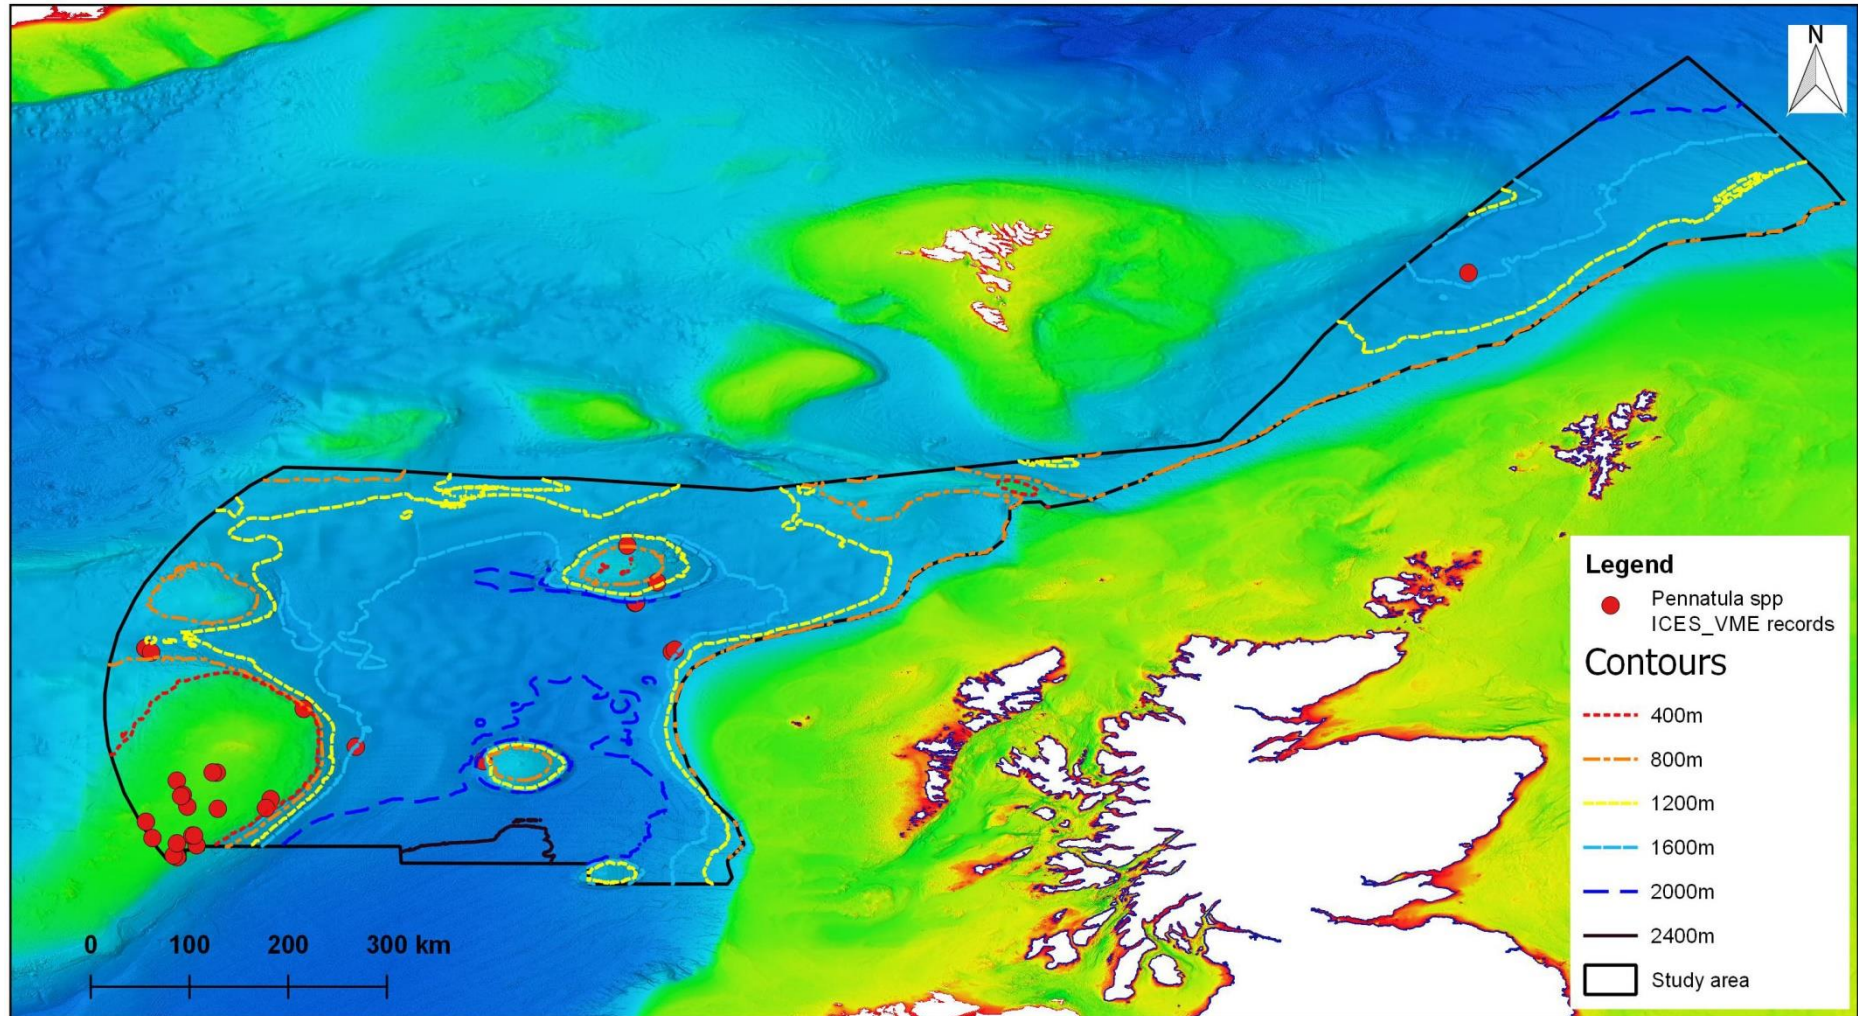 N
Legend
Pennatula spp
ICES_VME records
Contours
400m
800m
1200m
1600m
2000m
2400m
Study area
0 100 200 300 km